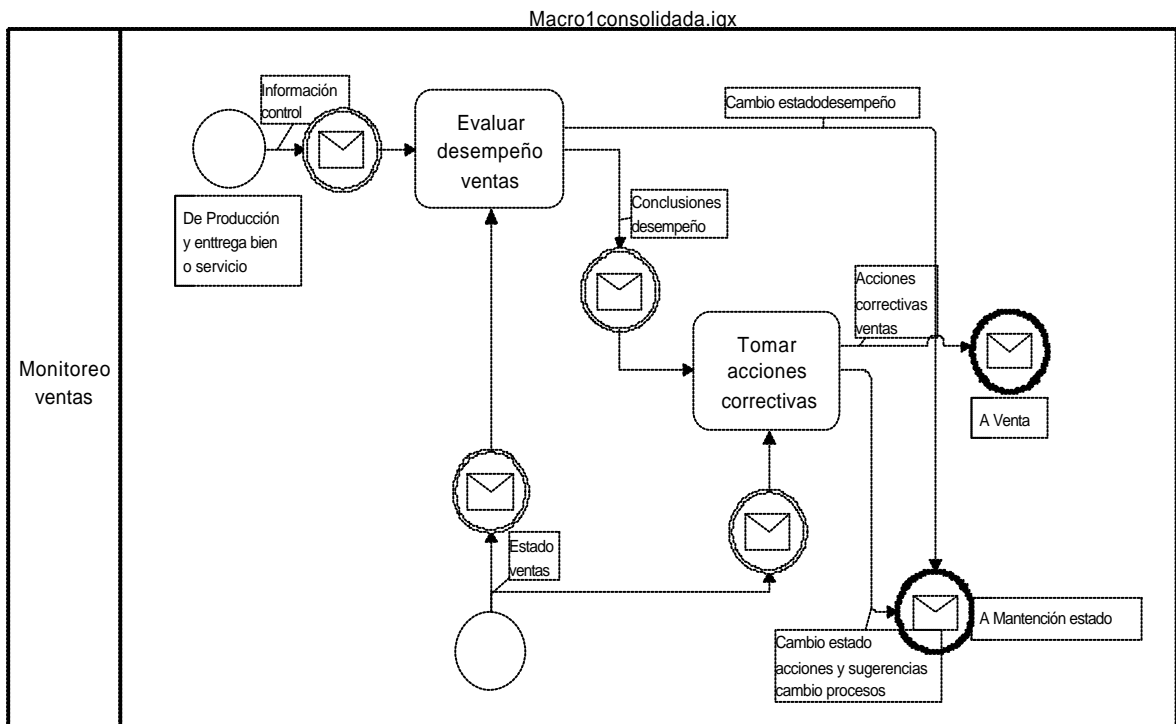 Macro1consolidada.igx
Información
control
Cambio estadodesempeño
Evaluar
desempeño
ventas
De Producción
y enttrega bien
o servicio
Conclusiones
desempeño
Acciones
correctivas
ventas
Tomar
acciones
correctivas
Monitoreo
ventas
A Venta
Estado
ventas
A Mantención estado
Cambio estado
acciones y sugerencias
cambio procesos